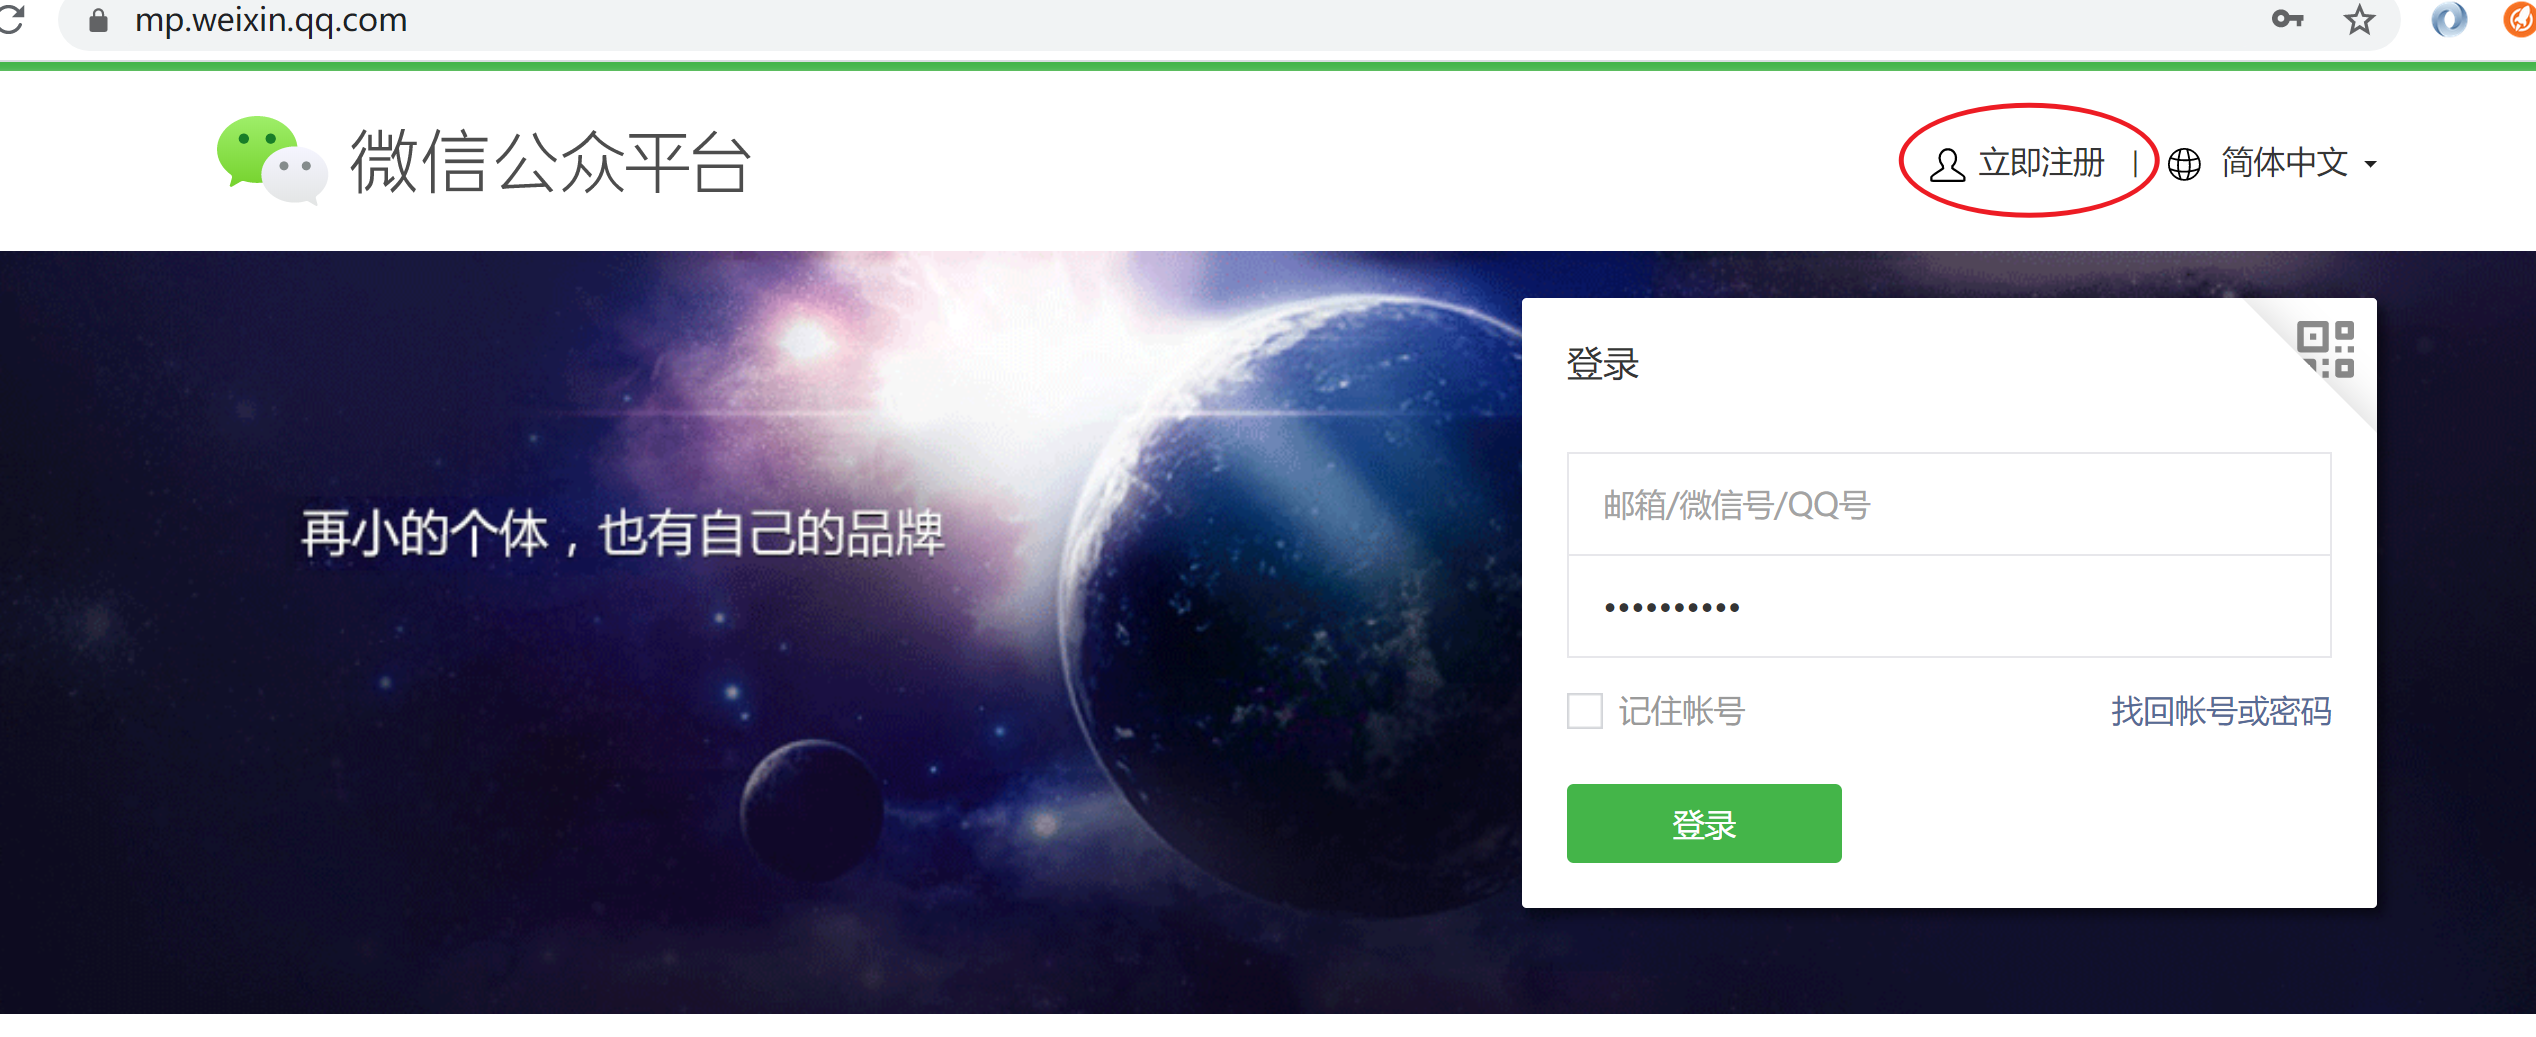 mp.weixin.qq.com
微信公众平台
立即注册 | 简体中文
登录
邮箱/微信号/QQ号
••••••••••
再小的个体，也有自己的品牌
记住帐号
找回帐号或密码
登录